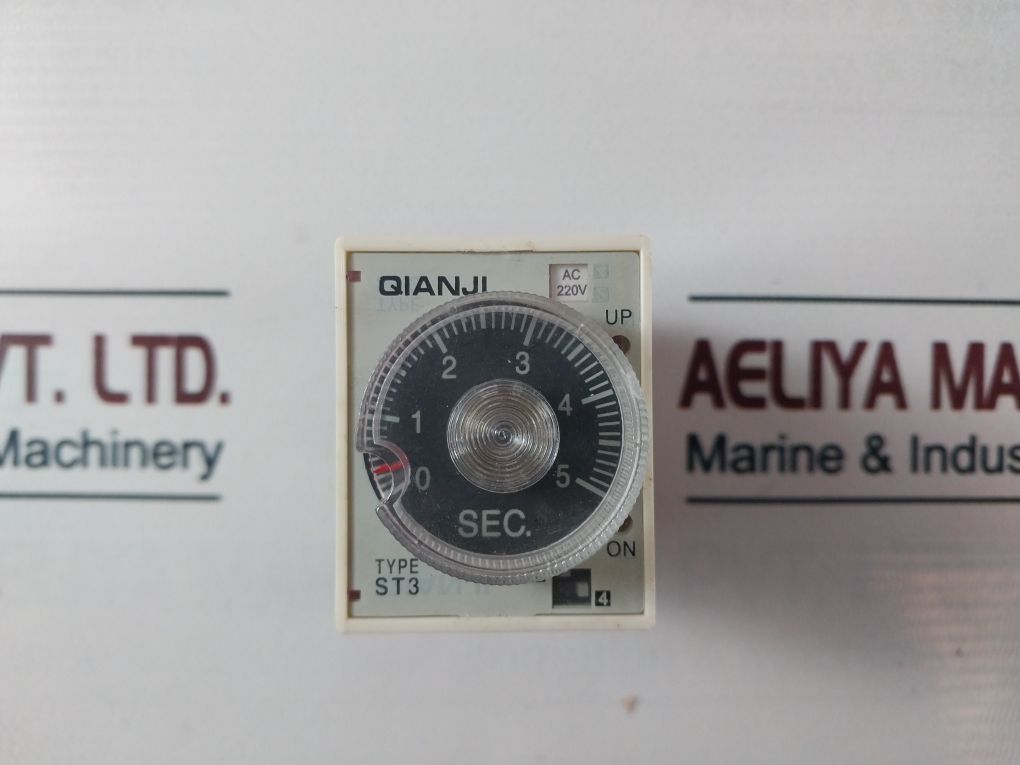 QIANJI
AC
220V
UP
2
3
1
4
0
5
SEC.
ON
TYPE
ST3
4
VT. LTD.
Machinery
AELIYA MA
Marine & Indus